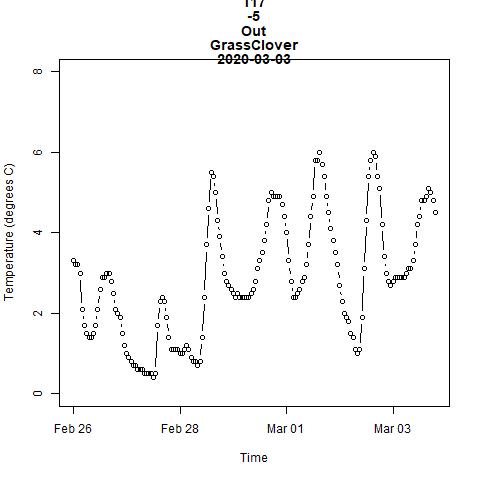 T17
-5
Out
GrassClover
2020-03-03
Temperature (degrees C)
8
6
4
2
0
Feb 26
Feb 28
Mar 01
Mar 03
Time